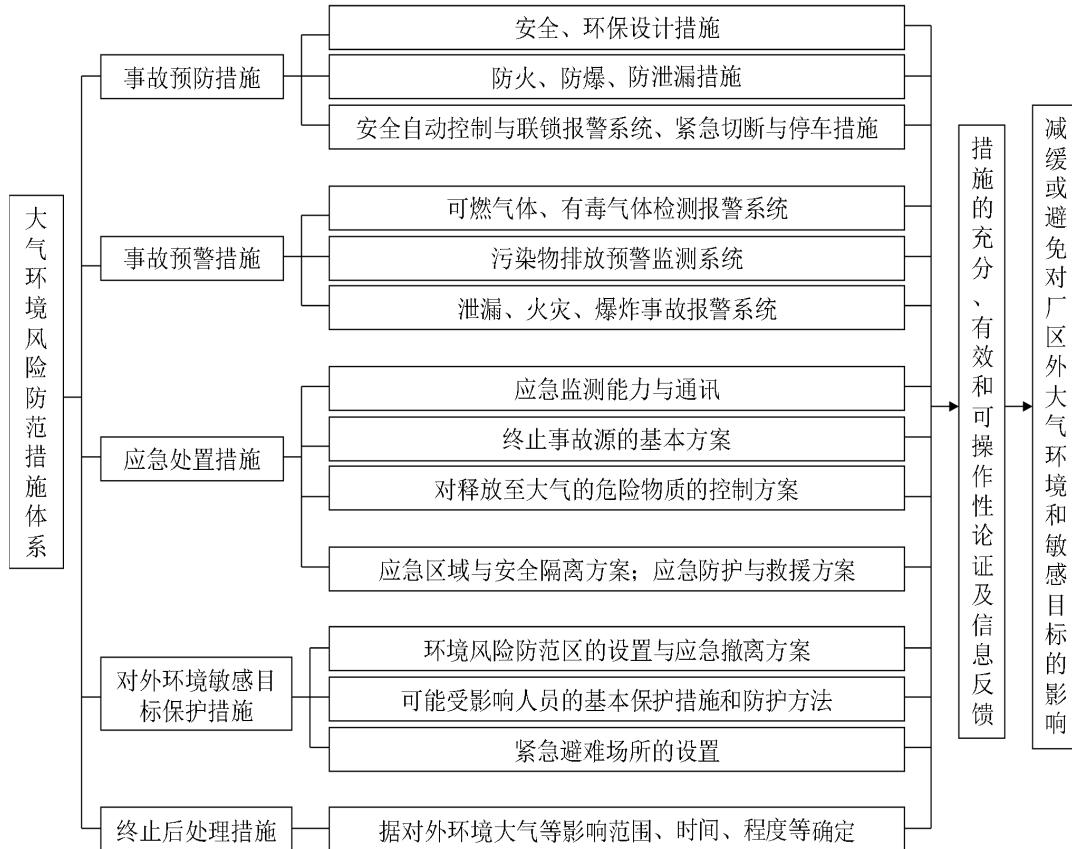 大气环境风险防范措施体系
事故预防措施
安全、环保设计措施
防火、防爆、防泄漏措施
安全自动控制与联锁报警系统、紧急切断与停车措施
事故预警措施
可燃气体、有毒气体检测报警系统
污染物排放预警监测系统
泄漏、火灾、爆炸事故报警系统
应急处置措施
应急监测能力与通讯
终止事故源的基本方案
对释放至大气的危险物质的控制方案
应急区域与安全隔离方案；应急防护与救援方案
对外环境敏感目
标保护措施
环境风险防范区的设置与应急撤离方案
可能受影响人员的基本保护措施和防护方法
紧急避难场所的设置
终止后处理措施
据对外环境大气等影响范围、时间、程度等确定
措施的充分、有效和可操作性论证及信息反馈
减缓或避免对厂区外大气环境和敏感目标的影响